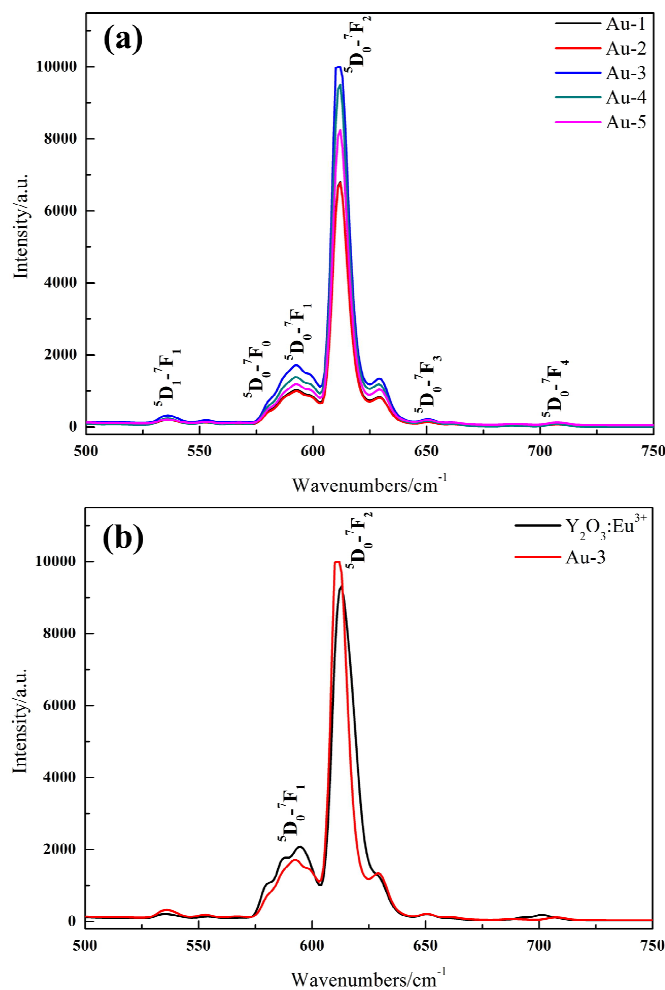 (a)
⁵D₀-⁷F₂
Au-1
Au-2
Au-3
Au-4
Au-5
10000
8000
6000
4000
2000
0
Intensity/a.u.
⁵D₁-⁷F₁
⁵D₀-⁷F₀
⁵D₀-⁷F₁
⁵D₀-⁷F₃
⁵D₀-⁷F₄
500 550 600 650 700 750
Wavenumbers/cm⁻¹
(b)
⁵D₀-⁷F₂
Y₂O₃:Eu³⁺
Au-3
10000
8000
6000
4000
2000
0
Intensity/a.u.
⁵D₀-⁷F₁
500 550 600 650 700 750
Wavenumbers/cm⁻¹